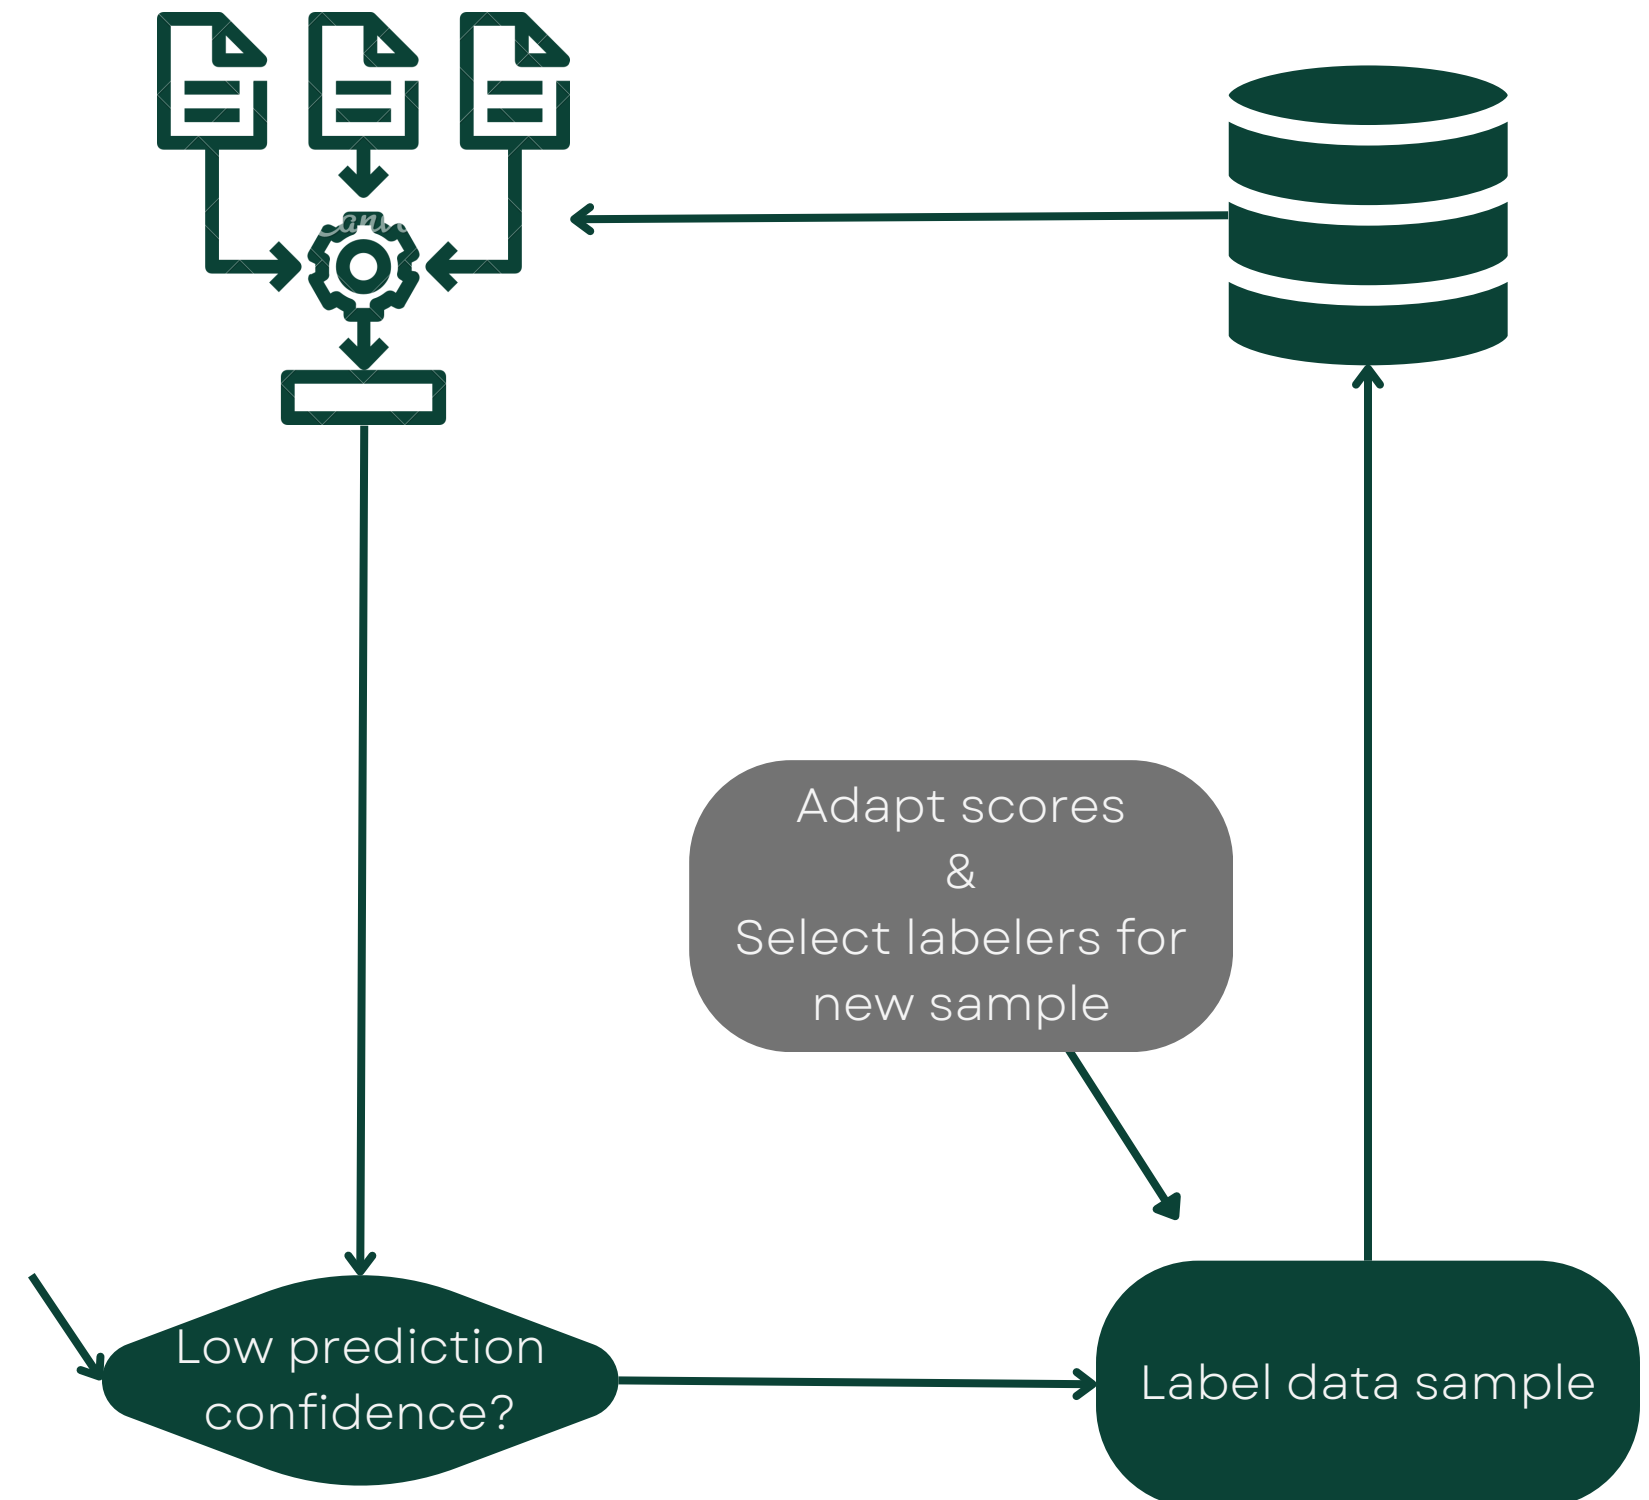 Adapt scores
&
Select labelers for
new sample
Low prediction
confidence?
Label data sample